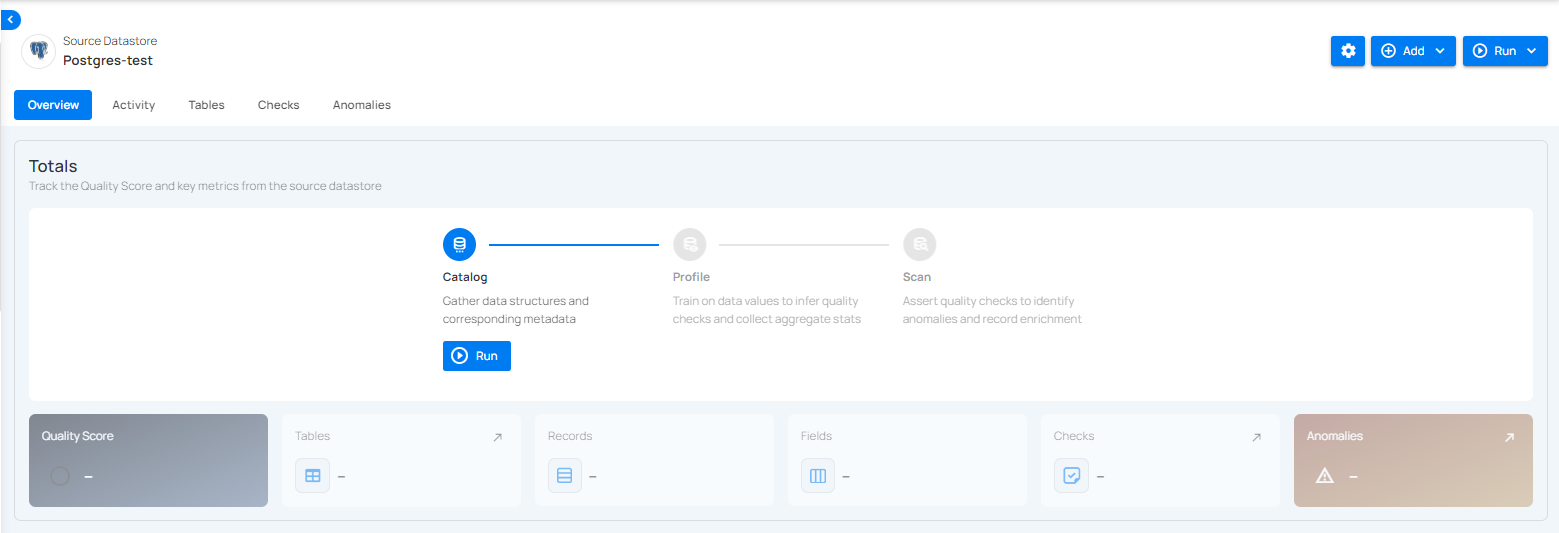 Source Datastore
Postgres-test
Add
Run
Overview
Activity
Tables
Checks
Anomalies
Totals
Track the Quality Score and key metrics from the source datastore
Catalog
Gather data structures and
corresponding metadata
Run
Profile
Train on data values to infer quality
checks and collect aggregate stats
Scan
Assert quality checks to identify
anomalies and record enrichment
Quality Score
–
Tables
–
Records
–
Fields
–
Checks
–
Anomalies
–